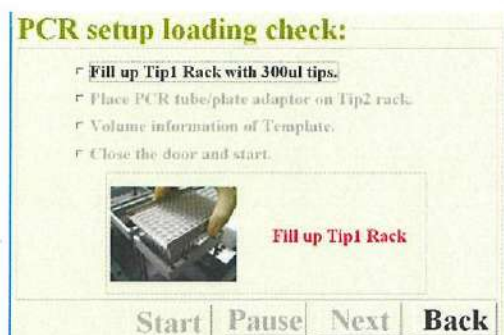 PCR setup loading check:
Fill up Tip1 Rack with 300ul tips.
Place PCR tube/plate adaptor on Tip2 rack.
Volume information of Template.
Close the door and start.
Fill up Tip1 Rack
Start Pause Next Back